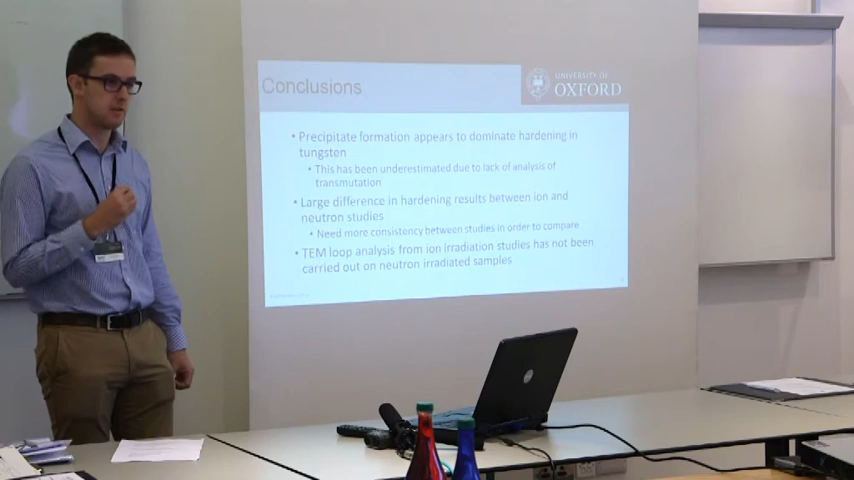 Conclusions
UNIVERSITY OF
OXFORD
• Precipitate formation appears to dominate hardening in
tungsten
• This has been underestimated due to lack of analysis of
transmutation
• Large difference in hardening results between ion and
neutron studies
• Need more consistency between studies in order to compare
• TEM loop analysis from ion irradiation studies has not been
carried out on neutron irradiated samples